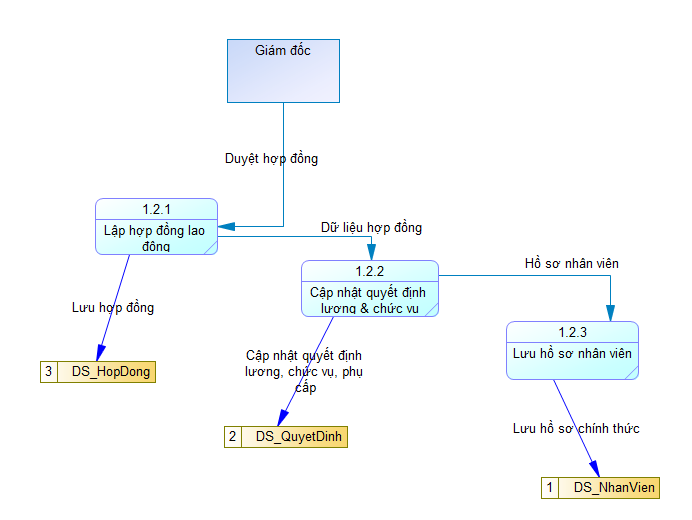 Giám đốc
Duyệt hợp đồng
1.2.1
Lập hợp đồng lao
động
Dữ liệu hợp đồng
1.2.2
Cập nhật quyết định
lương & chức vụ
Hồ sơ nhân viên
1.2.3
Lưu hồ sơ nhân viên
Lưu hợp đồng
3 DS_HopDong
Cập nhật quyết định
lương, chức vụ, phụ
cấp
2 DS_QuyetDinh
Lưu hồ sơ chính thức
1 DS_NhanVien